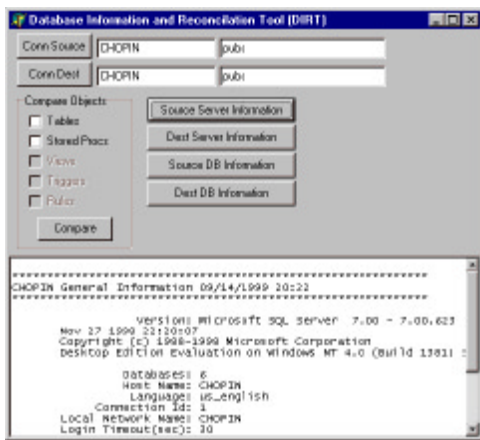 Database Information and Reconcilation Tool (DIRT)
Conn Source CHOPIN pubs
Conn Dest CHOPIN pubs
Compare Objects
Tables
Stored Procs
Views
Triggers
Rules
Compare
Source Server Information
Dest Server Information
Source DB Information
Dest DB Information
************************************************************
CHOPIN General Information 09/14/1999 20:22
************************************************************
Version: Microsoft SQL Server 7.00 - 7.00.623
Nov 27 1998 22:20:07
Copyright (c) 1988-1998 Microsoft Corporation
Desktop Edition Evaluation on Windows NT 4.0 (Build 1381:
Databases: 6
Host Name: CHOPIN
Language: us_english
Connection Id: 1
Local Network Name: CHOPIN
Login Timeout(sec): 30